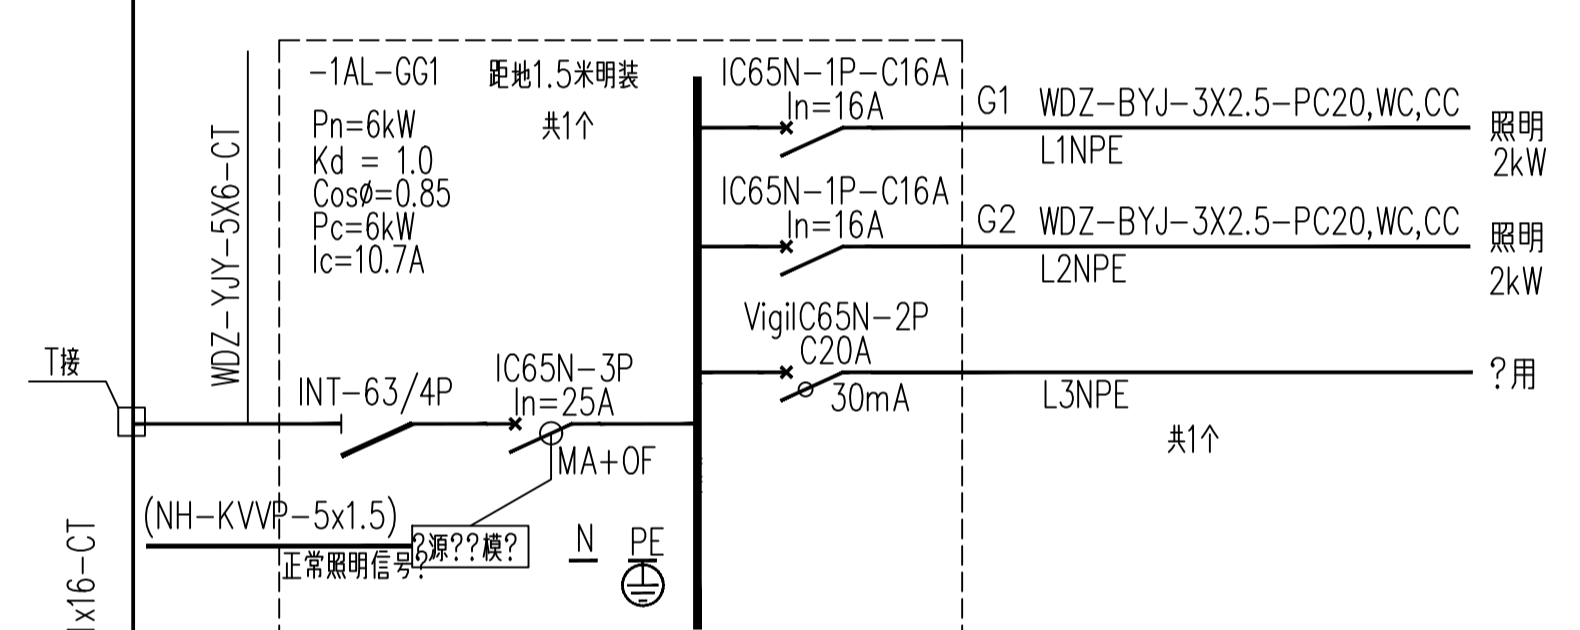 -1AL-GG1
距地1.5米明装
共1个
Pn=6kW
Kd = 1.0
CosØ=0.85
Pc=6kW
Ic=10.7A
WDZ-YJY-5X6-CT
T接
INT-63/4P
IC65N-3P
In=25A
MA+OF
(NH-KVVP-5x1.5)
正常照明信号?
?源??模?
N
PE
1x16-CT
IC65N-1P-C16A
In=16A
G1 WDZ-BYJ-3X2.5-PC20,WC,CC
L1NPE
照明
2kW
IC65N-1P-C16A
In=16A
G2 WDZ-BYJ-3X2.5-PC20,WC,CC
L2NPE
照明
2kW
VigiIC65N-2P
C20A
30mA
L3NPE
?用
共1个